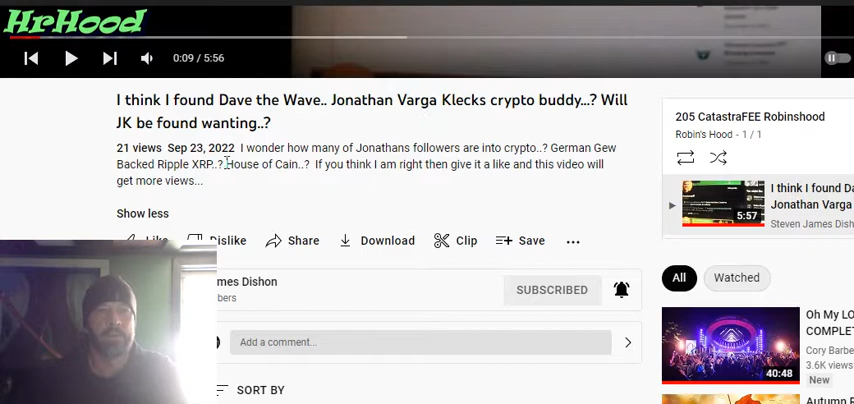 HrHood
0:09 / 5:56
I think I found Dave the Wave.. Jonathan Varga Klecks crypto buddy...? Will
JK be found wanting..?
21 views Sep 23, 2022 I wonder how many of Jonathans followers are into crypto..? German Gew
Backed Ripple XRP..? House of Cain..? If you think I am right then give it a like and this video will
get more views...
Show less
Like Dislike Share Download Clip Save ...
mes Dishon
bers
SUBSCRIBED
Add a comment...
SORT BY
205 CatastraFEE Robinshood
Robin's Hood - 1 / 1
5:57
I think I found Da
Jonathan Varga
Steven James Dish
All Watched
40:48
Oh My LO
COMPLET
Cory Barbe
3.6K views
New
Autumn R